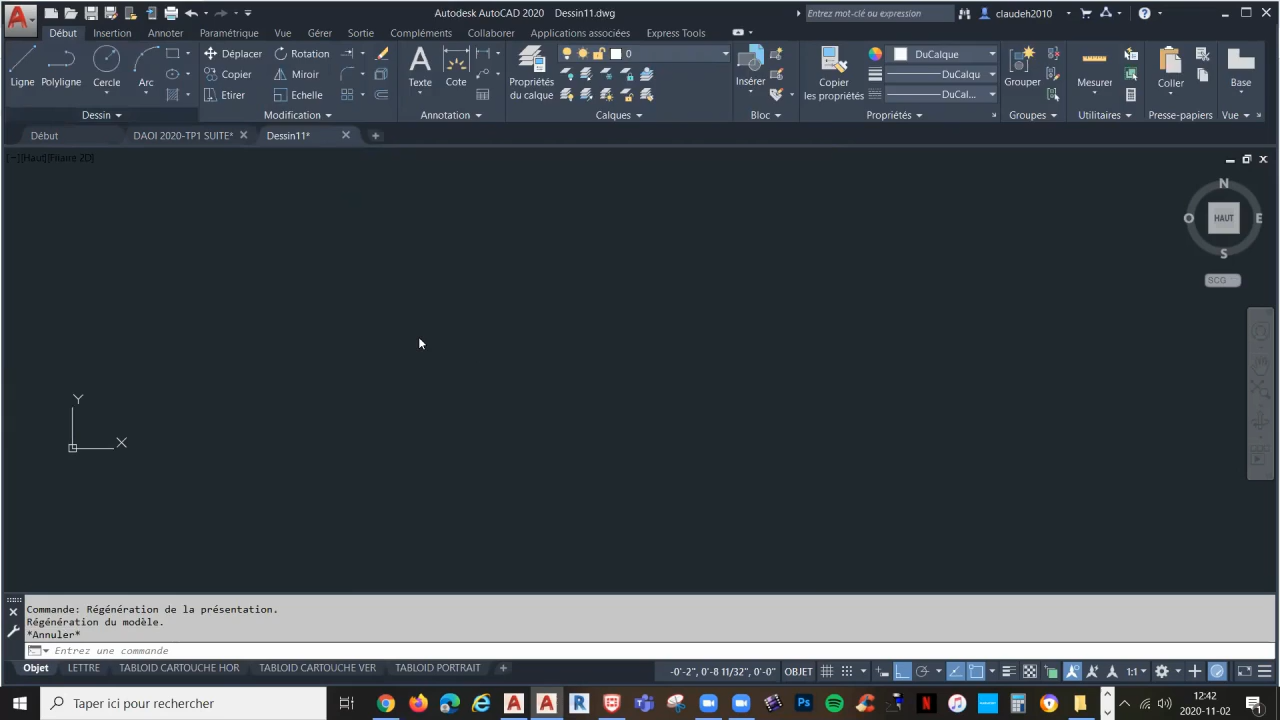 Autodesk AutoCAD 2020 Dessin11.dwg
Entrez mot-clé ou expression
claudeh2010
Début Insertion Annoter Paramétrique Vue Gérer Sortie Compléments Collaborer Applications associées Express Tools
Ligne Polyligne Cercle Arc
Déplacer Rotation
Copier Miroir
Etirer Echelle
Texte Cote
Propriétés du calque
0
Insérer
Copier les propriétés
DuCalque
DuCalqu
DuCal...
Grouper
Mesurer
Coller
Base
Dessin Modification Annotation Calques Bloc Propriétés Groupes Utilitaires Presse-papiers Vue
Début DAOI 2020-TP1 SUITE* Dessin11*
[−][Haut][Filaire 2D]
N
O HAUT E
S
SCG
Y
X
Commande: Régénération de la présentation.
Régénération du modèle.
*Annuler*
Entrez une commande
Objet LETTRE TABLOID CARTOUCHE HOR TABLOID CARTOUCHE VER TABLOID PORTRAIT
-0'-2", 0'-8 11/32", 0'-0" OBJET 1:1
Taper ici pour rechercher
12:42
2020-11-02